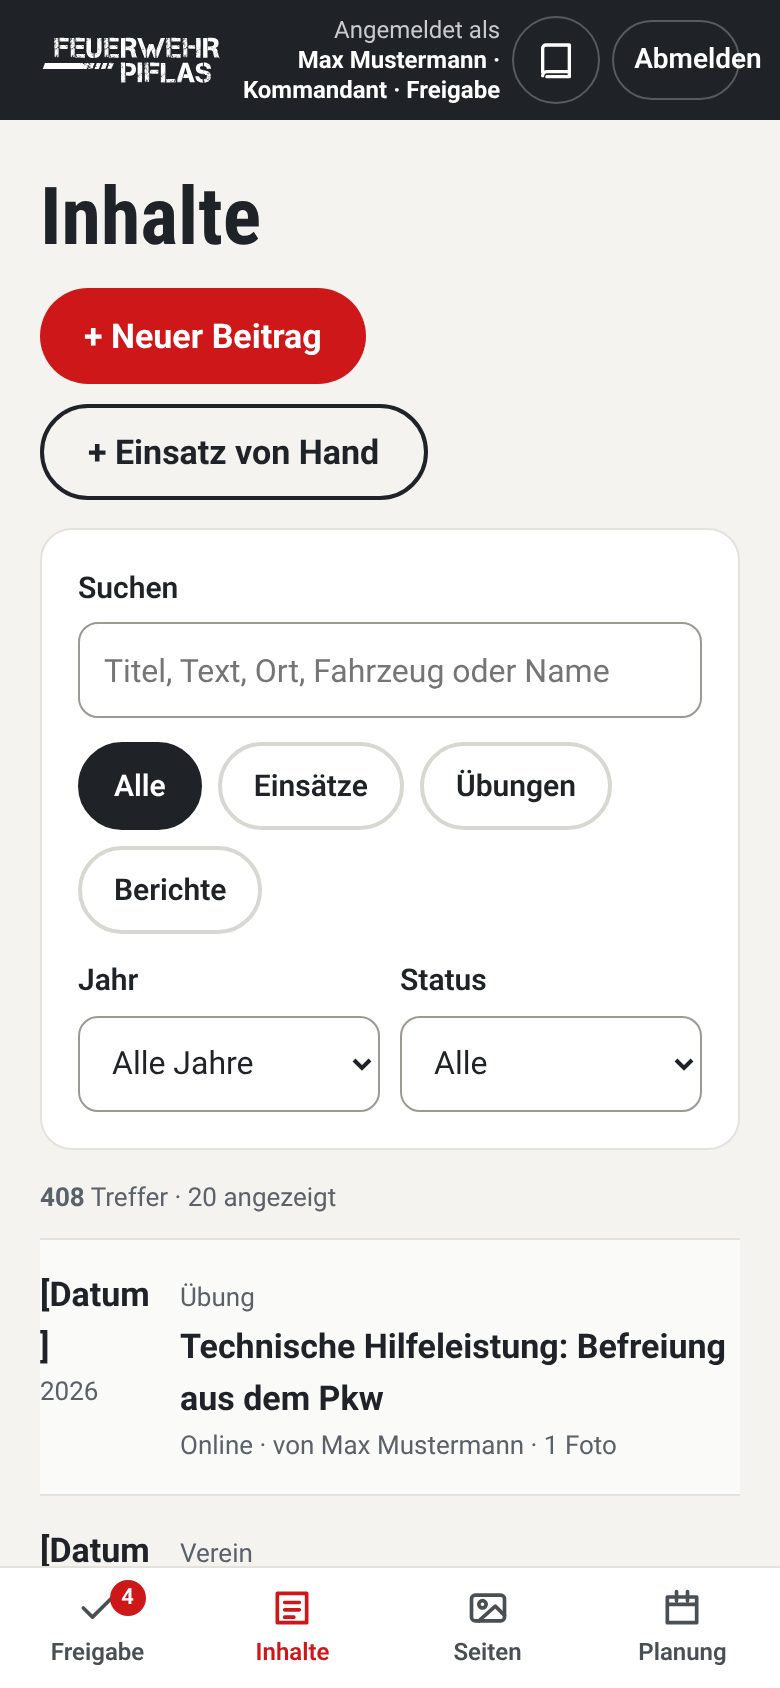 FEUERWEHR
PIFLAS
Angemeldet als
Max Mustermann ·
Kommandant · Freigabe
Abmelden
Inhalte
+ Neuer Beitrag
+ Einsatz von Hand
Suchen
Titel, Text, Ort, Fahrzeug oder Name
Alle Einsätze Übungen
Berichte
Jahr Status
Alle Jahre Alle
408 Treffer · 20 angezeigt
[Datum
]
2026
Übung
Technische Hilfeleistung: Befreiung
aus dem Pkw
Online · von Max Mustermann · 1 Foto
[Datum
Verein
4
Freigabe Inhalte Seiten Planung